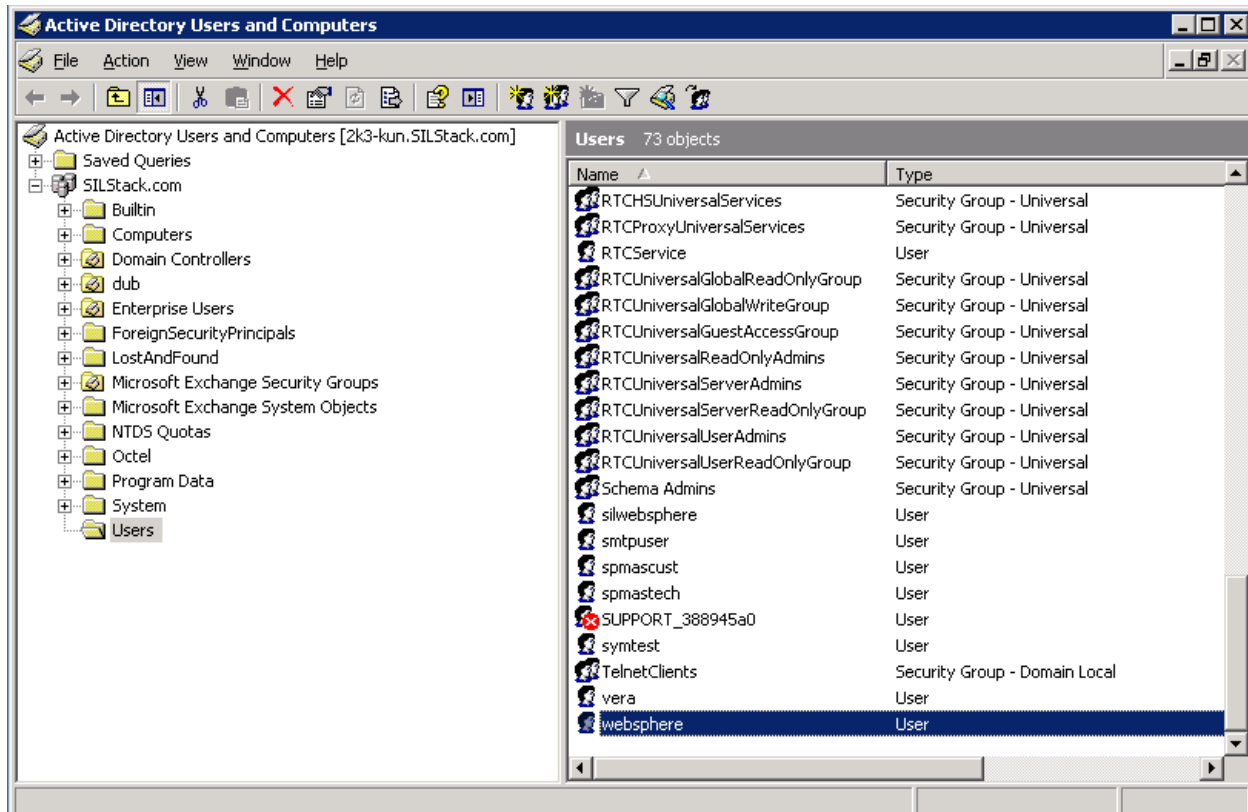 Active Directory Users and Computers
File Action View Window Help
Active Directory Users and Computers [2k3-kun.SILStack.com]
Saved Queries
SILStack.com
Builtin
Computers
Domain Controllers
dub
Enterprise Users
ForeignSecurityPrincipals
LostAndFound
Microsoft Exchange Security Groups
Microsoft Exchange System Objects
NTDS Quotas
Octel
Program Data
System
Users
Users 73 objects
Name Type
RTCHSUniversalServices Security Group - Universal
RTCProxyUniversalServices Security Group - Universal
RTCService User
RTCUniversalGlobalReadOnlyGroup Security Group - Universal
RTCUniversalGlobalWriteGroup Security Group - Universal
RTCUniversalGuestAccessGroup Security Group - Universal
RTCUniversalReadOnlyAdmins Security Group - Universal
RTCUniversalServerAdmins Security Group - Universal
RTCUniversalServerReadOnlyGroup Security Group - Universal
RTCUniversalUserAdmins Security Group - Universal
RTCUniversalUserReadOnlyGroup Security Group - Universal
Schema Admins Security Group - Universal
silwebsphere User
smtpuser User
spmascust User
spmastech User
SUPPORT_388945a0 User
symtest User
TelnetClients Security Group - Domain Local
vera User
websphere User